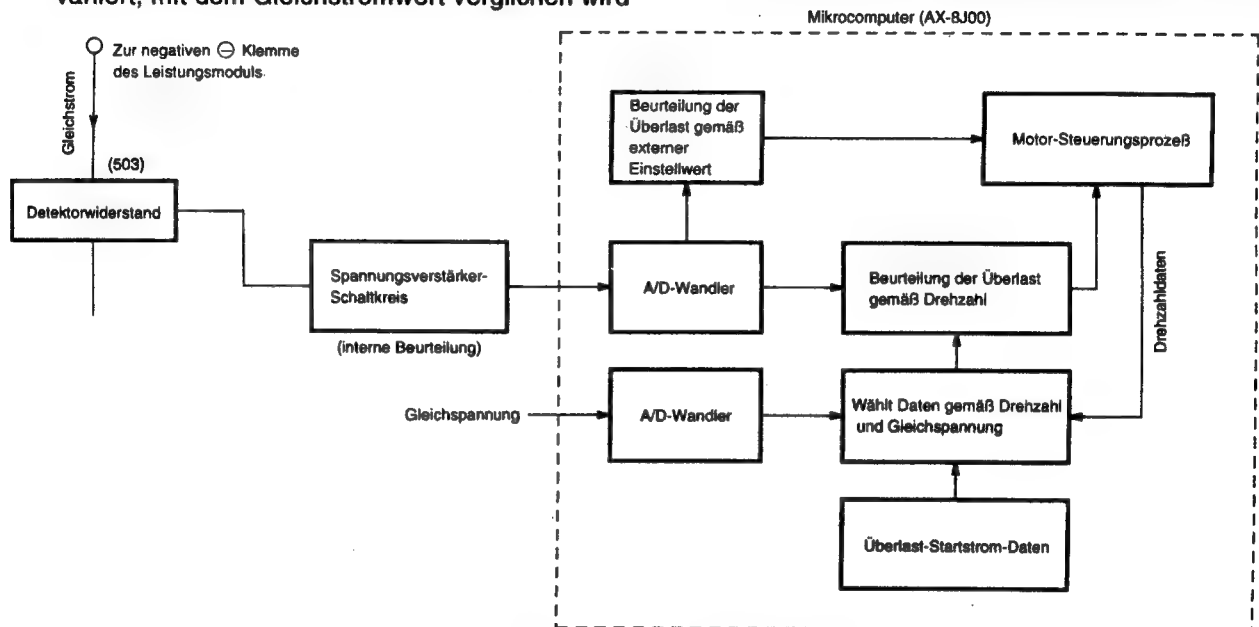 variiert, mit dem Gleichstromwert verglichen wird
Mikrocomputer (AX-8J00)
Zur negativen ⊖ Klemme
des Leistungsmoduls
Gleichstrom
(503)
Detektorwiderstand
Spannungsverstärker-
Schaltkreis
(interne Beurteilung)
Beurteilung der
Überlast gemäß
externer
Einstellwert
Motor-Steuerungsprozeß
A/D-Wandler
Beurteilung der Überlast
gemäß Drehzahl
Drehzahldaten
Gleichspannung
A/D-Wandler
Wählt Daten gemäß Drehzahl
und Gleichspannung
Überlast-Startstrom-Daten